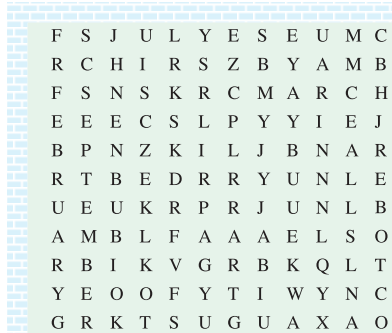 F S J U L Y E S E U M C
R C H I R S Z B Y A M B
F S N S K R C M A R C H
E E E C S L P Y Y I E J
B P N Z K I L J B N A R
R T B E D R R Y U N L E
U E U K R P R J U N L B
A M B L F A A A E L S O
R B I K V G R B K Q L T
Y E O O F Y T I W Y N C
G R K T S U G U A X A O